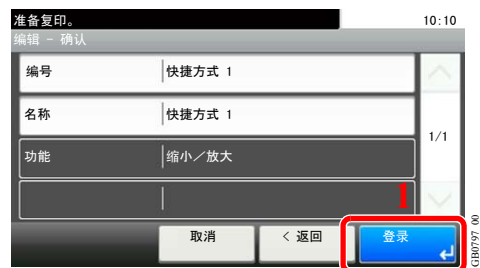 准备复印。
10:10
编辑 - 确认
编号 快捷方式 1
名称 快捷方式 1
功能 缩小／放大
1/1
1
取消
< 返回
登录
GB0797 00